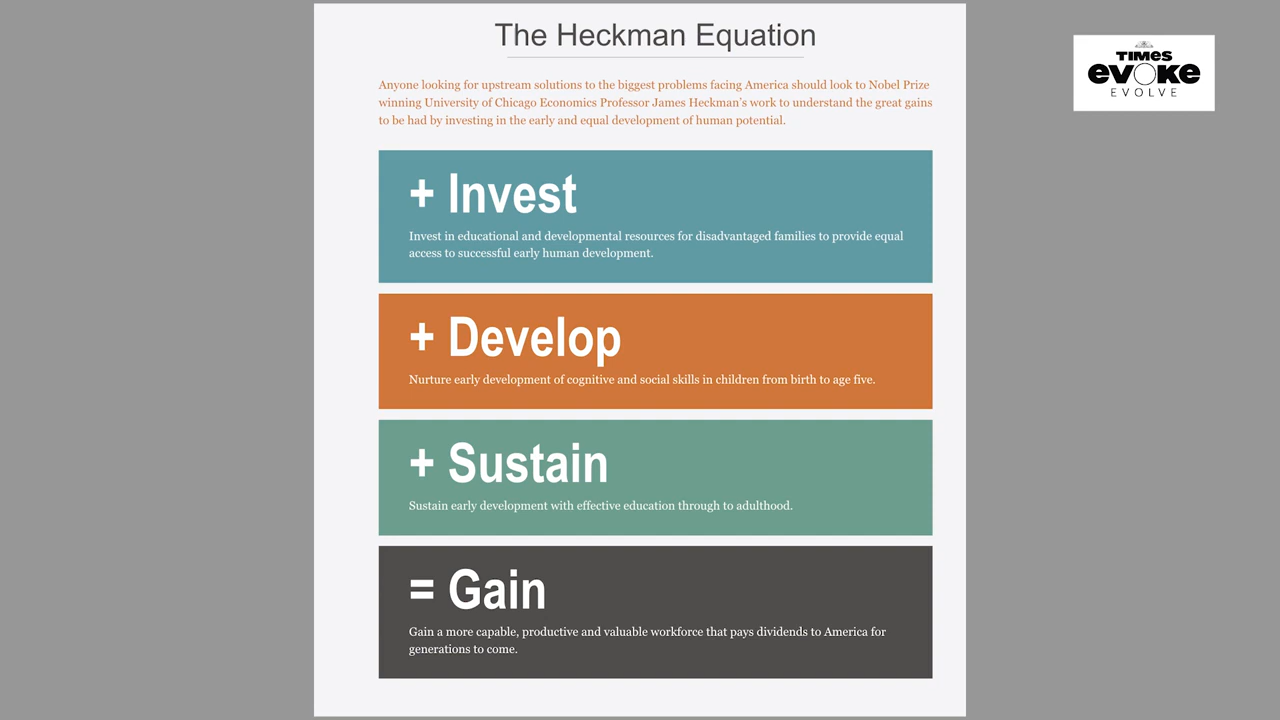 The Heckman Equation
Anyone looking for upstream solutions to the biggest problems facing America should look to Nobel Prize
winning University of Chicago Economics Professor James Heckman's work to understand the great gains
to be had by investing in the early and equal development of human potential.
+ Invest
Invest in educational and developmental resources for disadvantaged families to provide equal
access to successful early human development.
+ Develop
Nurture early development of cognitive and social skills in children from birth to age five.
+ Sustain
Sustain early development with effective education through to adulthood.
= Gain
Gain a more capable, productive and valuable workforce that pays dividends to America for
generations to come.
TIMES
evoke
EVOLVE